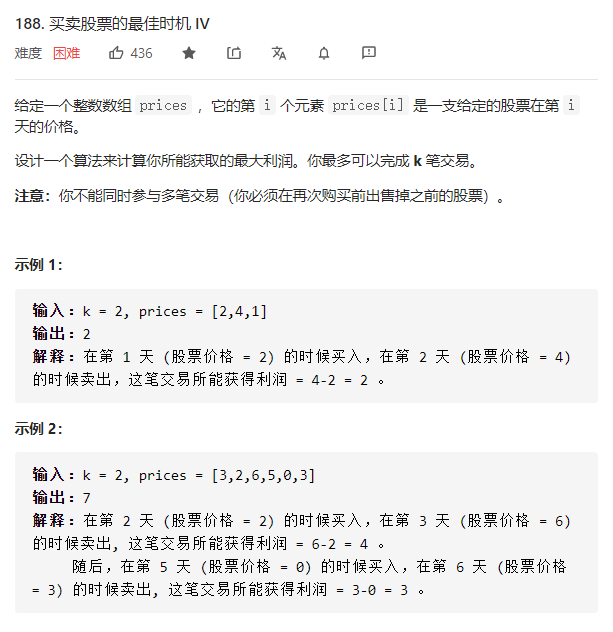 188. 买卖股票的最佳时机 IV
难度 困难 436
给定一个整数数组 prices ，它的第 i 个元素 prices[i] 是一支给定的股票在第 i
天的价格。
设计一个算法来计算你所能获取的最大利润。你最多可以完成 k 笔交易。
注意：你不能同时参与多笔交易（你必须在再次购买前出售掉之前的股票）。
示例 1：
输入：k = 2, prices = [2,4,1]
输出：2
解释：在第 1 天 (股票价格 = 2) 的时候买入，在第 2 天 (股票价格 = 4)
的时候卖出，这笔交易所能获得利润 = 4-2 = 2 。
示例 2：
输入：k = 2, prices = [3,2,6,5,0,3]
输出：7
解释：在第 2 天 (股票价格 = 2) 的时候买入，在第 3 天 (股票价格 = 6)
的时候卖出, 这笔交易所能获得利润 = 6-2 = 4 。
随后，在第 5 天 (股票价格 = 0) 的时候买入，在第 6 天 (股票价格
= 3) 的时候卖出, 这笔交易所能获得利润 = 3-0 = 3 。